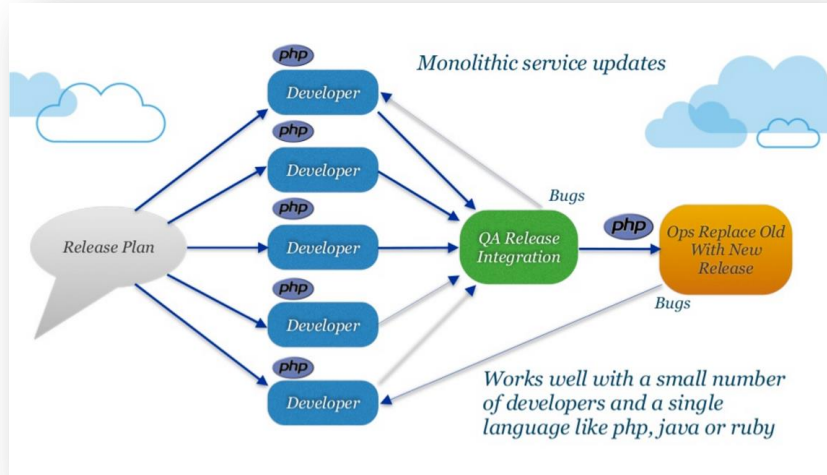 php
Monolithic service updates
Developer
php
Developer
php
Developer
php
Developer
php
Developer
Release Plan
Bugs
QA Release
Integration
php
Ops Replace Old
With New
Release
Bugs
Works well with a small number
of developers and a single
language like php, java or ruby